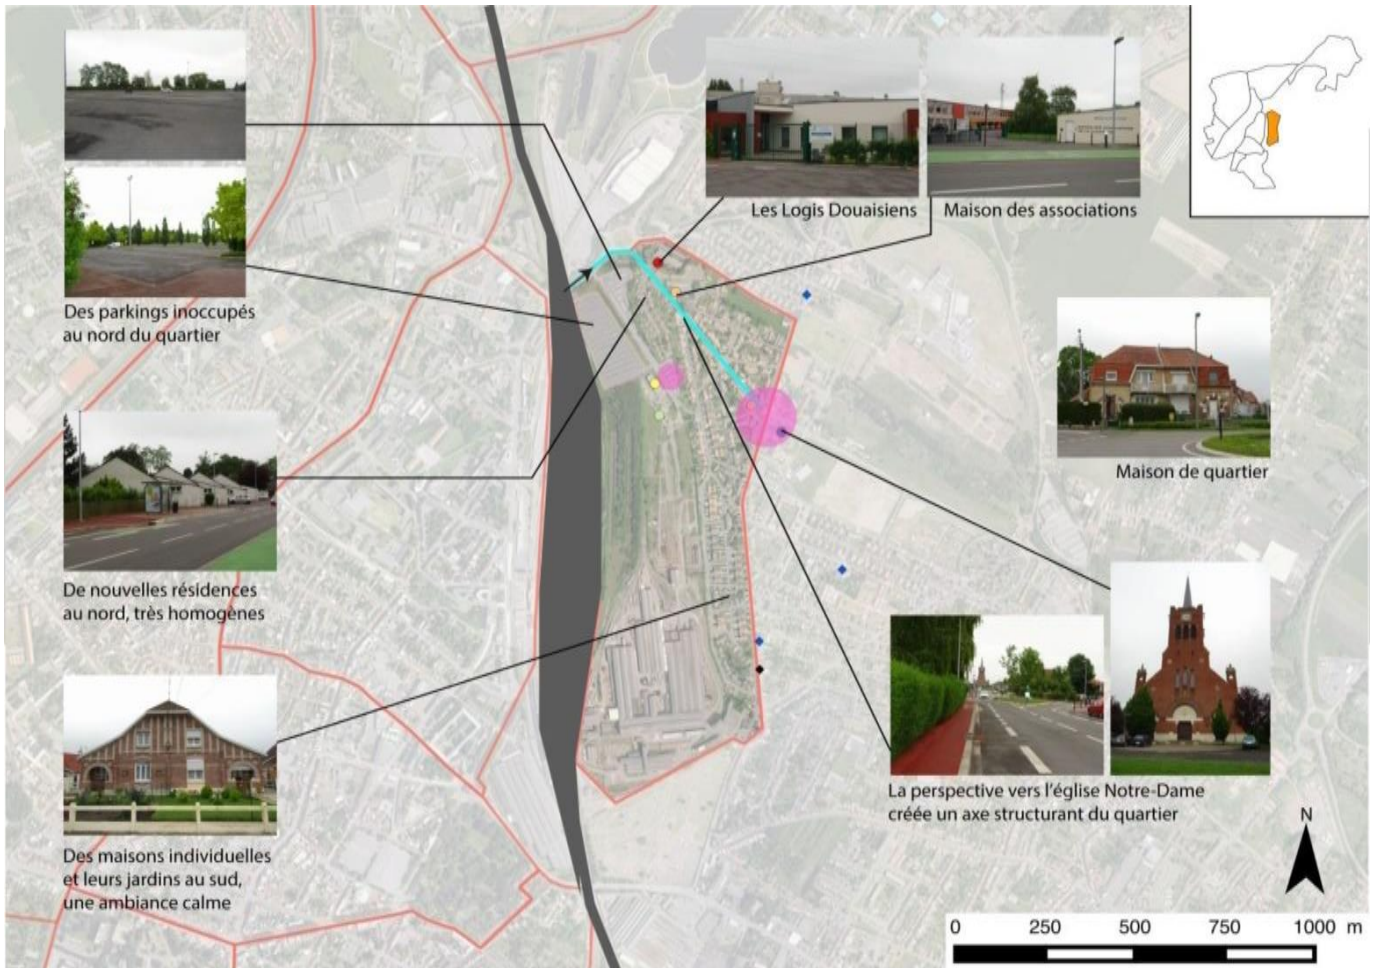 Les Logis Douaisiens
Maison des associations
Des parkings inoccupés
au nord du quartier
Maison de quartier
De nouvelles résidences
au nord, très homogènes
La perspective vers l'église Notre-Dame
créée un axe structurant du quartier
Des maisons individuelles
et leurs jardins au sud,
une ambiance calme
N
0 250 500 750 1000 m